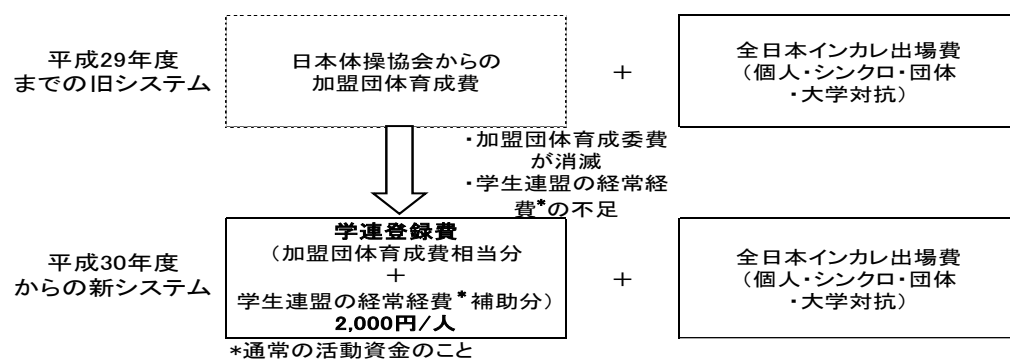 平成29年度
までの旧システム
日本体操協会からの
加盟団体育成費
＋
全日本インカレ出場費
（個人・シンクロ・団体
・大学対抗）
・加盟団体育成委費
が消滅
・学生連盟の経常経
費*の不足
平成30年度
からの新システム
学連登録費
（加盟団体育成費相当分
＋
学生連盟の経常経費*補助分）
2,000円/人
＋
全日本インカレ出場費
（個人・シンクロ・団体
・大学対抗）
*通常の活動資金のこと